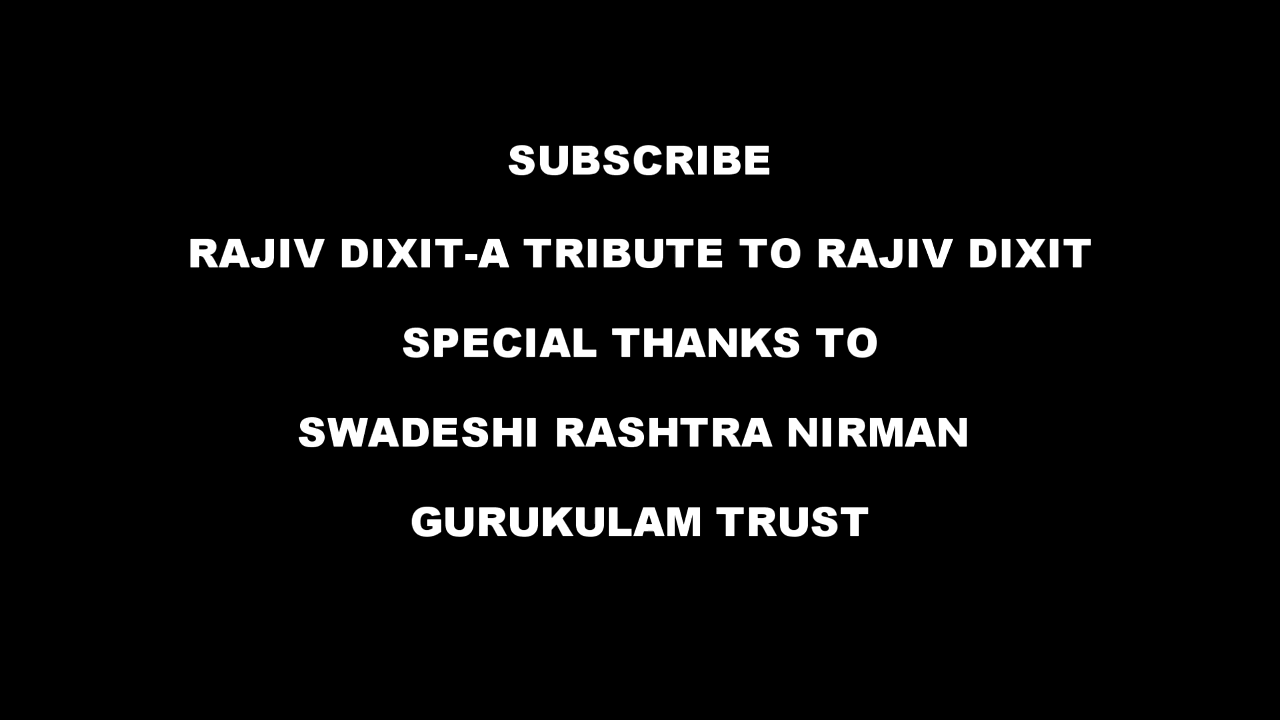 SUBSCRIBE
RAJIV DIXIT-A TRIBUTE TO RAJIV DIXIT
SPECIAL THANKS TO
SWADESHI RASHTRA NIRMAN
GURUKULAM TRUST